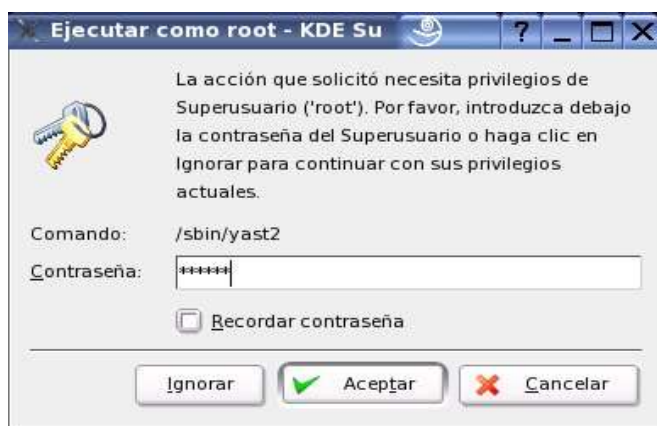 Ejecutar como root - KDE Su
La acción que solicitó necesita privilegios de
Superusuario ('root'). Por favor, introduzca debajo
la contraseña del Superusuario o haga clic en
Ignorar para continuar con sus privilegios
actuales.
Comando: /sbin/yast2
Contraseña: ******
Recordar contraseña
Ignorar Aceptar Cancelar